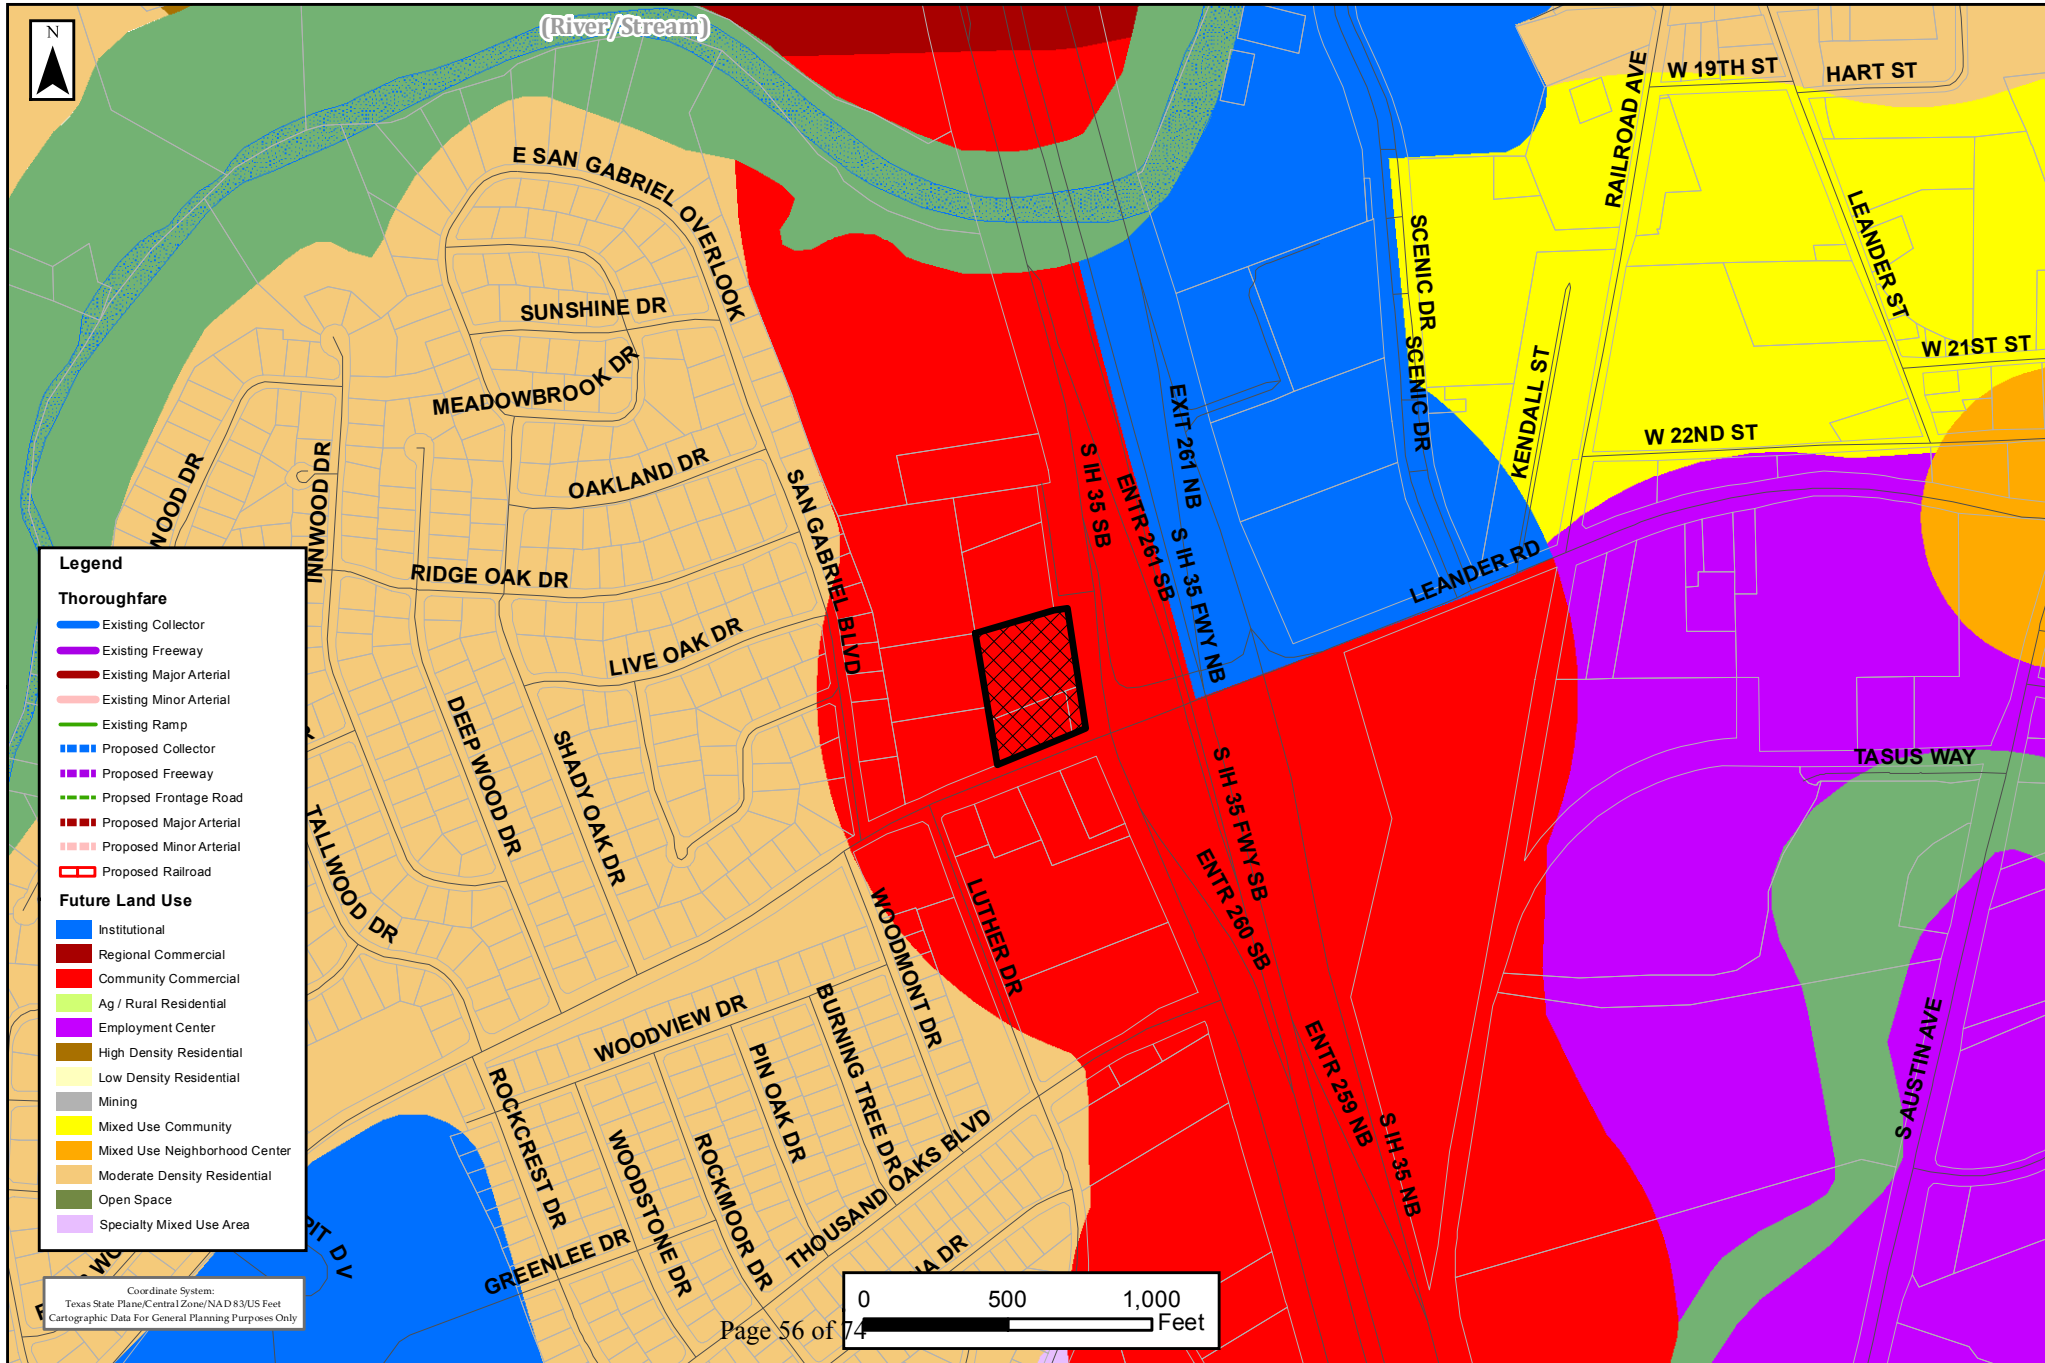 N
(River/Stream)
W 19TH ST
HART ST
RAILROAD AVE
E SAN GABRIEL OVERLOOK
LEANDER ST
SCENIC DR
SUNSHINE DR
SCENIC DR
W 21ST ST
MEADOWBROOK DR
KENDALL ST
EXIT 261 NB
W 22ND ST
WOOD DR
INNWOOD DR
OAKLAND DR
SAN GABRIEL BLVD
S IH 35 SB
ENTR 261 SB
S IH 35 FWY NB
RIDGE OAK DR
LEANDER RD
LIVE OAK DR
DEEP WOOD DR
SHADY OAK DR
TASUS WAY
TALLWOOD DR
S IH 35 FWY SB
ENTR 260 SB
WOODMONT DR
LUTHER DR
WOODVIEW DR
BURNING TREE DR
PIN OAK DR
S AUSTIN AVE
ENTR 259 NB
S IH 35 NB
ROCKCREST DR
WOODSTONE DR
ROCKMOOR DR
THOUSAND OAKS BLVD
GREENLEE DR
NA DR
PIT D V
WO
Legend
Thoroughfare
Existing Collector
Existing Freeway
Existing Major Arterial
Existing Minor Arterial
Existing Ramp
Proposed Collector
Proposed Freeway
Propsed Frontage Road
Proposed Major Arterial
Proposed Minor Arterial
Proposed Railroad
Future Land Use
Institutional
Regional Commercial
Community Commercial
Ag / Rural Residential
Employment Center
High Density Residential
Low Density Residential
Mining
Mixed Use Community
Mixed Use Neighborhood Center
Moderate Density Residential
Open Space
Specialty Mixed Use Area
Coordinate System:
Texas State Plane/Central Zone/NAD 83/US Feet
Cartographic Data For General Planning Purposes Only
0 500 1,000
Feet
Page 56 of 74